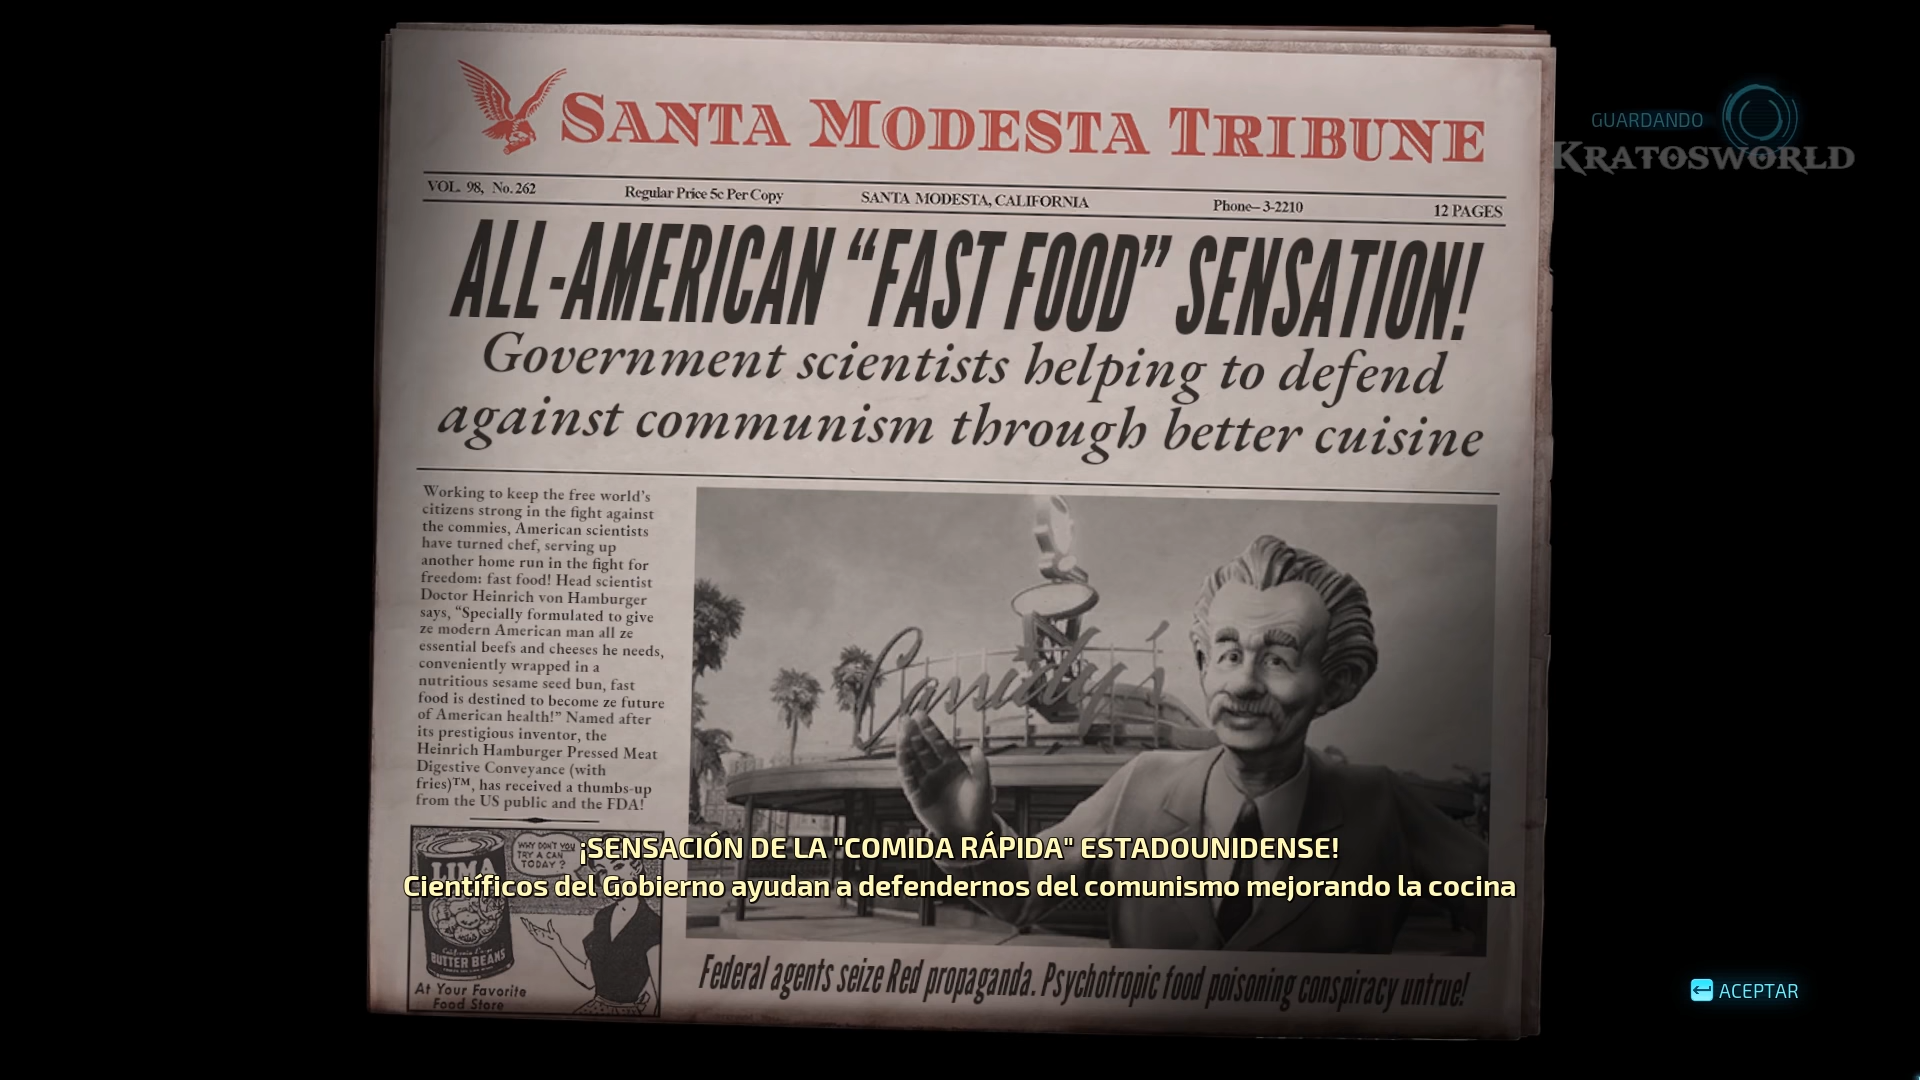 SANTA MODESTA TRIBUNE
GUARDANDO
KRATOSWORLD
VOL. 98, No. 262
Regular Price 5c Per Copy
SANTA MODESTA, CALIFORNIA
Phone–3-2210
12 PAGES
ALL-AMERICAN “FAST FOOD” SENSATION!
Government scientists helping to defend
against communism through better cuisine
Working to keep the free world’s
citizens strong in the fight against
the commies, American scientists
have turned chef, serving up
another home run in the fight for
freedom: fast food! Head scientist
Doctor Heinrich von Hamburger
says, “Specially formulated to give
ze modern American man all ze
essential beefs and cheeses he needs,
conveniently wrapped in a
nutritious sesame seed bun, fast
food is destined to become ze future
of American health!” Named after
its prestigious inventor, the
Heinrich Hamburger Pressed Meat
Digestive Conveyance (with
fries)™, has received a thumbs-up
from the US public and the FDA!
Cassidy's
WHY DON'T YOU
TRY A CAN
TODAY?
LIMA
BUTTER BEANS
At Your Favorite
Food Store
¡SENSACIÓN DE LA "COMIDA RÁPIDA" ESTADOUNIDENSE!
Científicos del Gobierno ayudan a defendernos del comunismo mejorando la cocina
Federal agents seize Red propaganda. Psychotropic food poisoning conspiracy untrue!
ACEPTAR